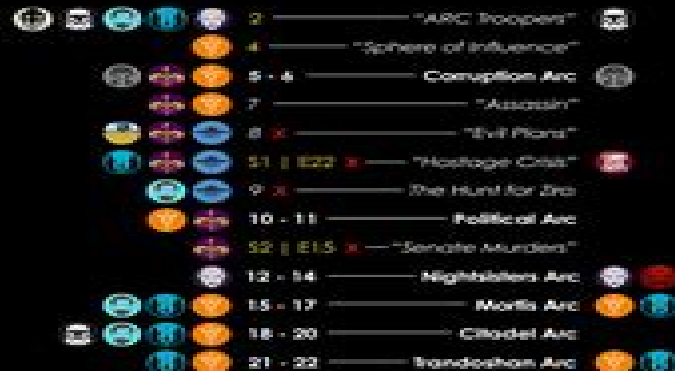 2 "ARC Troopers"
4 "Sphere of Influence"
5 - 6 Corruption Arc
7 "Assassin"
8 X "Evil Plans"
S1 | E22 X "Hostage Crisis"
9 X The Hunt for Ziro
10 - 11 Political Arc
S2 | E15 X "Senate Murders"
12 - 14 Nightsisters Arc
15 - 17 Mortis Arc
18 - 20 Citadel Arc
21 - 22 Trandoshan Arc